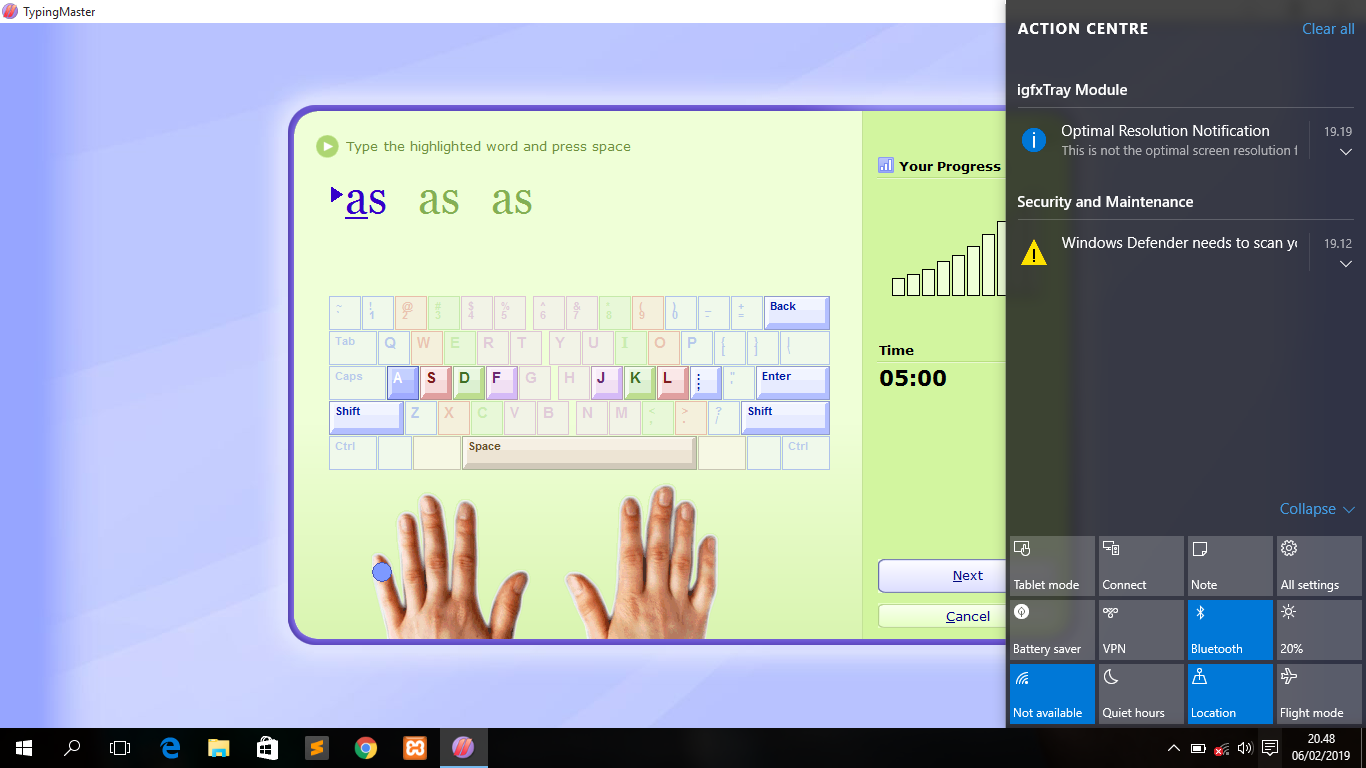 TypingMaster
Type the highlighted word and press space
as as as
~ ` ! 1 @ 2 # 3 $ 4 % 5 ^ 6 & 7 * 8 ( 9 ) 0 _ - + = Back
Tab Q W E R T Y U I O P { [ } ] | \
Caps A S D F G H J K L : ; " ' Enter
Shift Z X C V B N M < , > . ? / Shift
Ctrl Space Ctrl
Your Progress
Time
05:00
Next
Cancel
ACTION CENTRE Clear all
igfxTray Module
Optimal Resolution Notification 19.19
This is not the optimal screen resolution f
Security and Maintenance
Windows Defender needs to scan yo 19.12
Collapse
Tablet mode Connect Note All settings
Battery saver VPN Bluetooth 20%
Not available Quiet hours Location Flight mode
20.48
06/02/2019